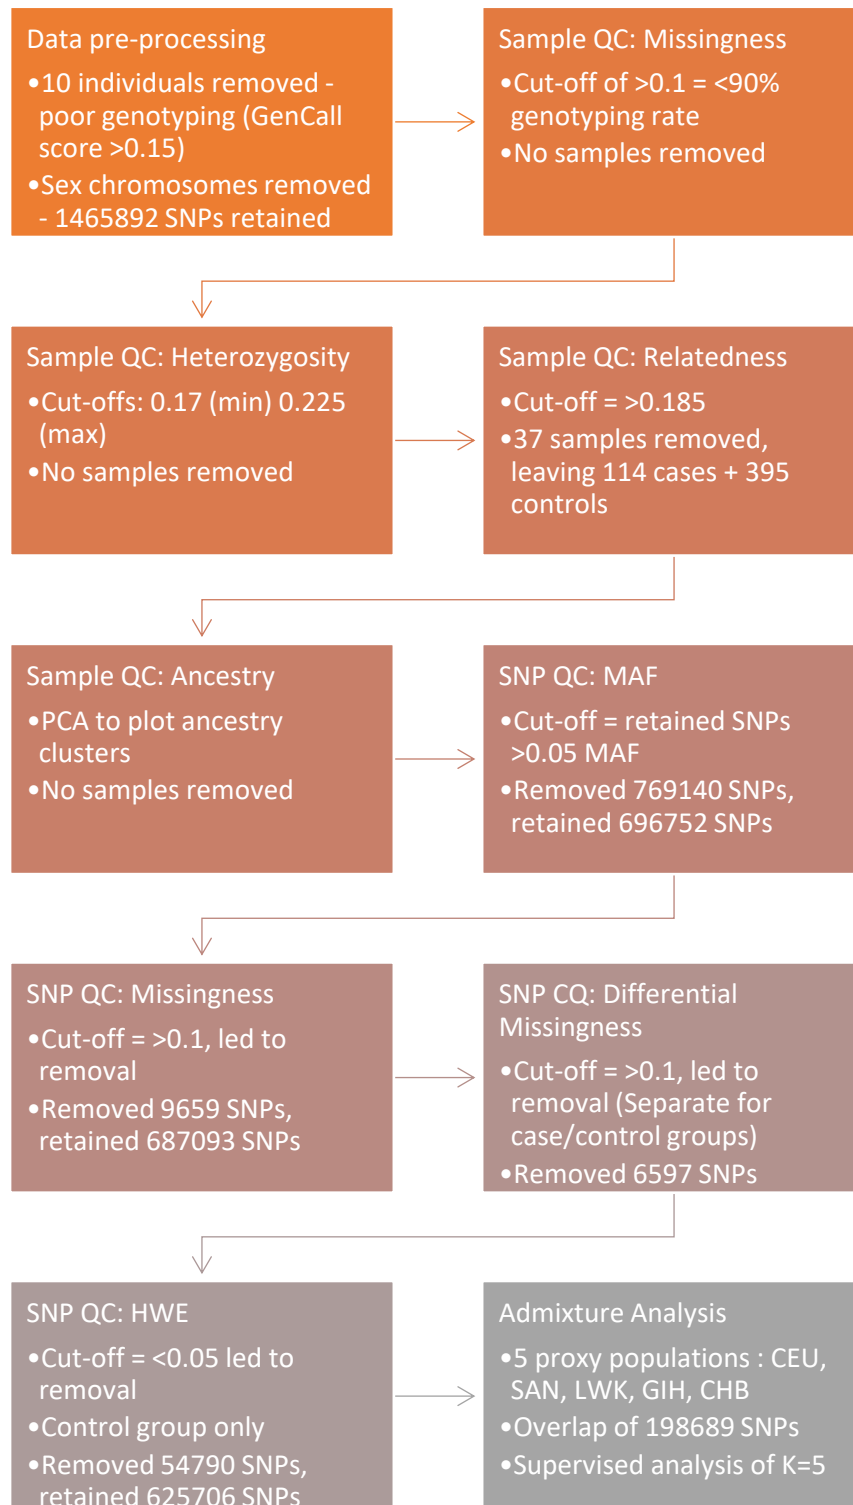 Data pre-processing
•10 individuals removed -
poor genotyping (GenCall
score >0.15)
•Sex chromosomes removed
- 1465892 SNPs retained
Sample QC: Missingness
•Cut-off of >0.1 = <90%
genotyping rate
•No samples removed
Sample QC: Heterozygosity
•Cut-offs: 0.17 (min) 0.225
(max)
•No samples removed
Sample QC: Relatedness
•Cut-off = >0.185
•37 samples removed,
leaving 114 cases + 395
controls
Sample QC: Ancestry
•PCA to plot ancestry
clusters
•No samples removed
SNP QC: MAF
•Cut-off = retained SNPs
>0.05 MAF
•Removed 769140 SNPs,
retained 696752 SNPs
SNP QC: Missingness
•Cut-off = >0.1, led to
removal
•Removed 9659 SNPs,
retained 687093 SNPs
SNP CQ: Differential
Missingness
•Cut-off = >0.1, led to
removal (Separate for
case/control groups)
•Removed 6597 SNPs
SNP QC: HWE
•Cut-off = <0.05 led to
removal
•Control group only
•Removed 54790 SNPs,
retained 625706 SNPs
Admixture Analysis
•5 proxy populations : CEU,
SAN, LWK, GIH, CHB
•Overlap of 198689 SNPs
•Supervised analysis of K=5